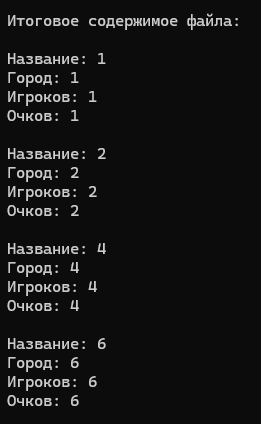 Итоговое содержимое файла:
Название: 1
Город: 1
Игроков: 1
Очков: 1
Название: 2
Город: 2
Игроков: 2
Очков: 2
Название: 4
Город: 4
Игроков: 4
Очков: 4
Название: 6
Город: 6
Игроков: 6
Очков: 6